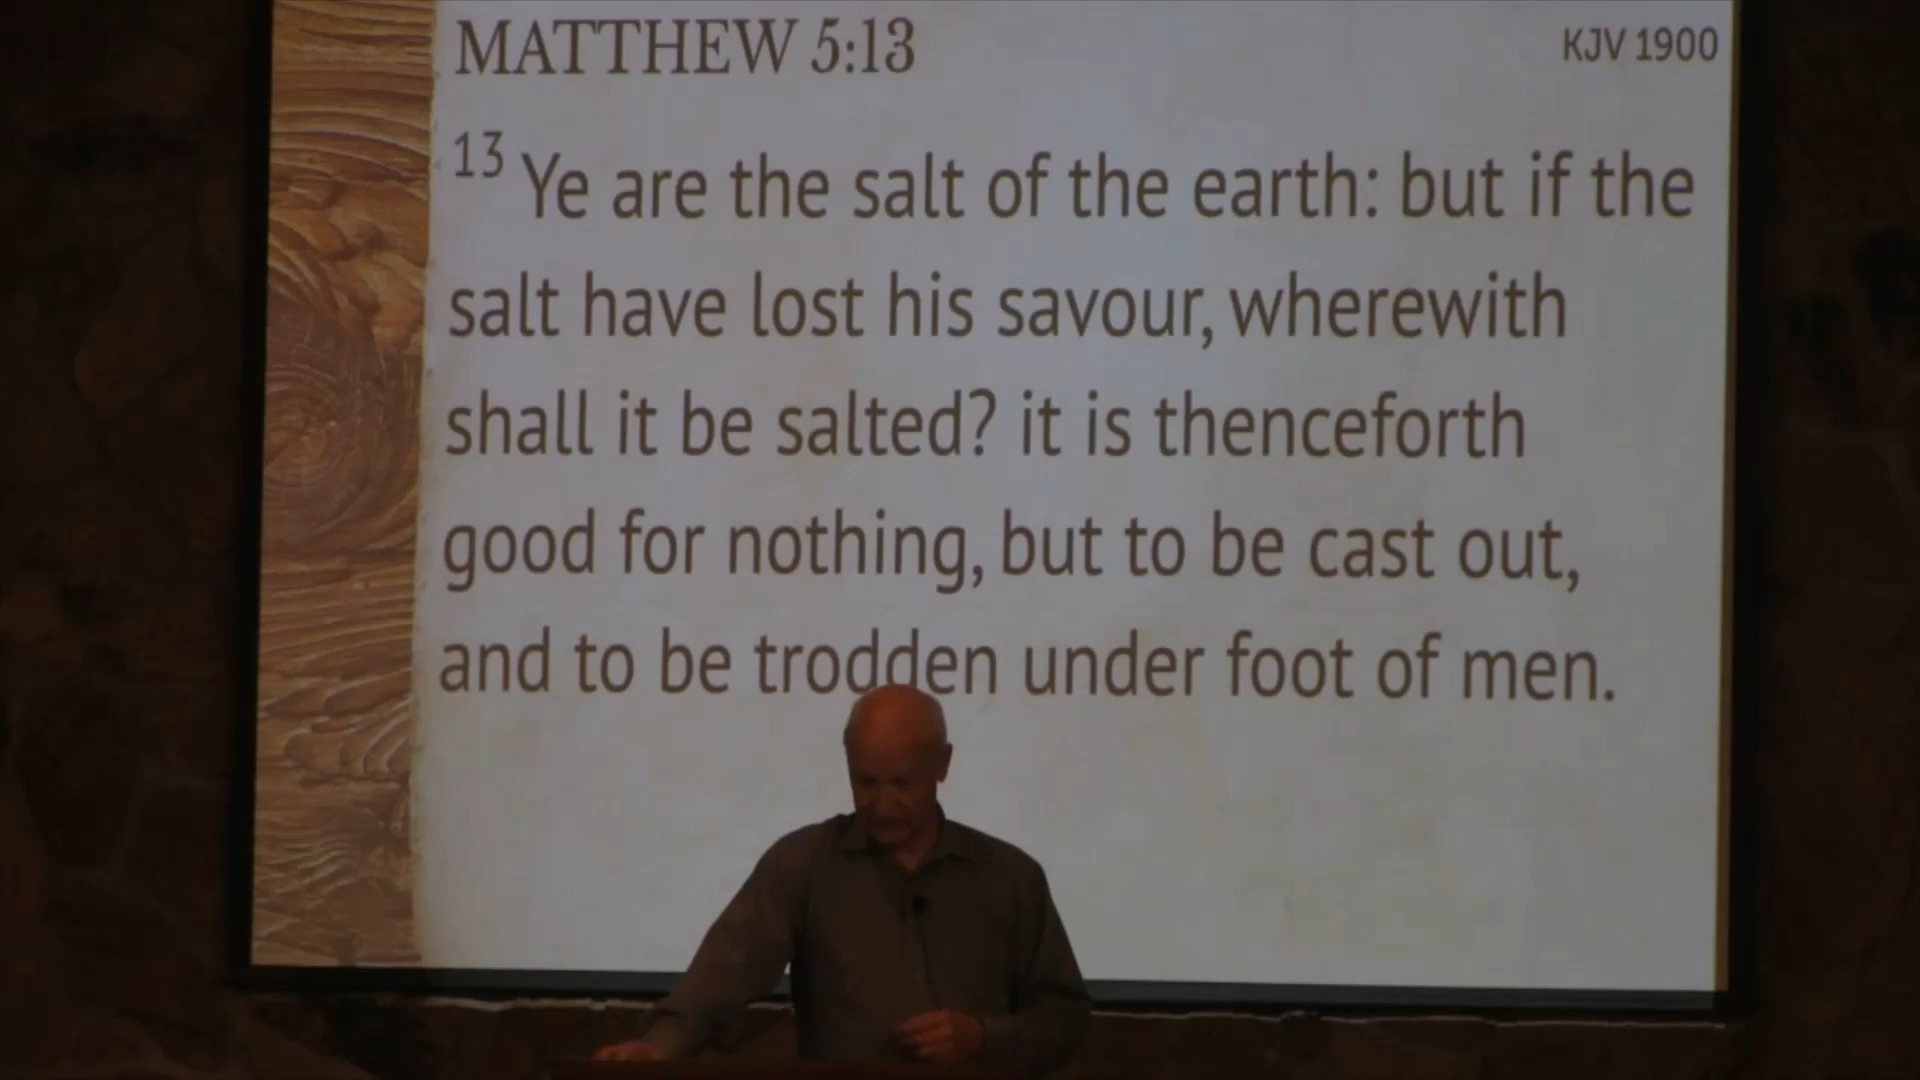 MATTHEW 5:13
KJV 1900
13 Ye are the salt of the earth: but if the
salt have lost his savour, wherewith
shall it be salted? it is thenceforth
good for nothing, but to be cast out,
and to be trodden under foot of men.